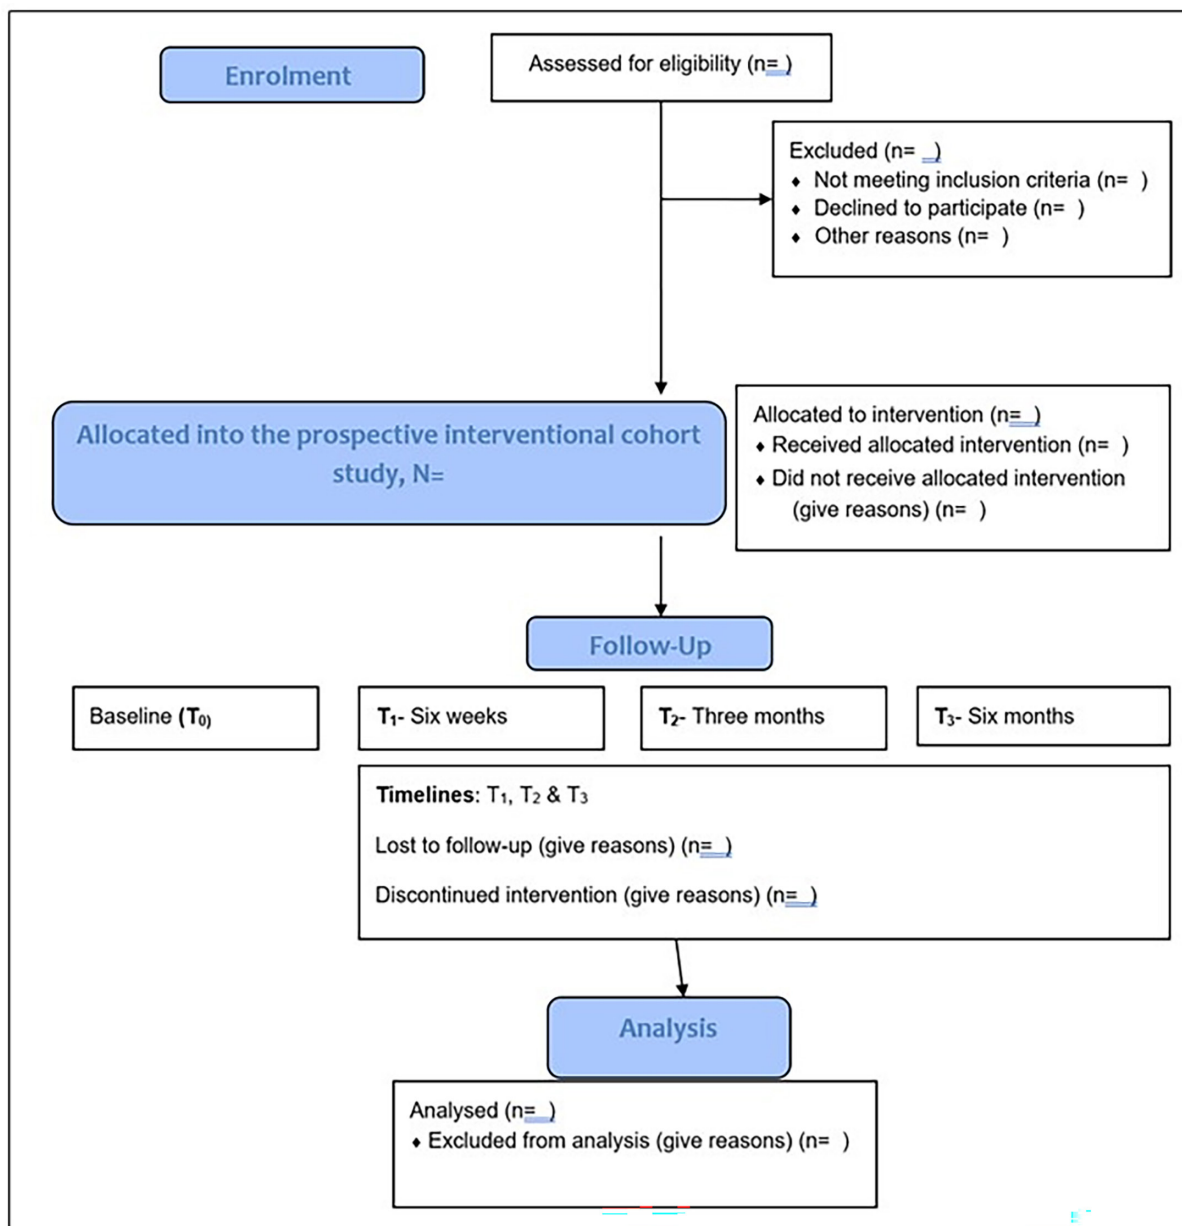 Enrolment
Assessed for eligibility (n= )
Excluded (n= )
♦ Not meeting inclusion criteria (n= )
♦ Declined to participate (n= )
♦ Other reasons (n= )
Allocated into the prospective interventional cohort
study, N=
Allocated to intervention (n= )
♦ Received allocated intervention (n= )
♦ Did not receive allocated intervention
(give reasons) (n= )
Follow-Up
Baseline (T₀)
T₁- Six weeks
T₂- Three months
T₃- Six months
Timelines: T₁, T₂ & T₃
Lost to follow-up (give reasons) (n= )
Discontinued intervention (give reasons) (n= )
Analysis
Analysed (n= )
♦ Excluded from analysis (give reasons) (n= )